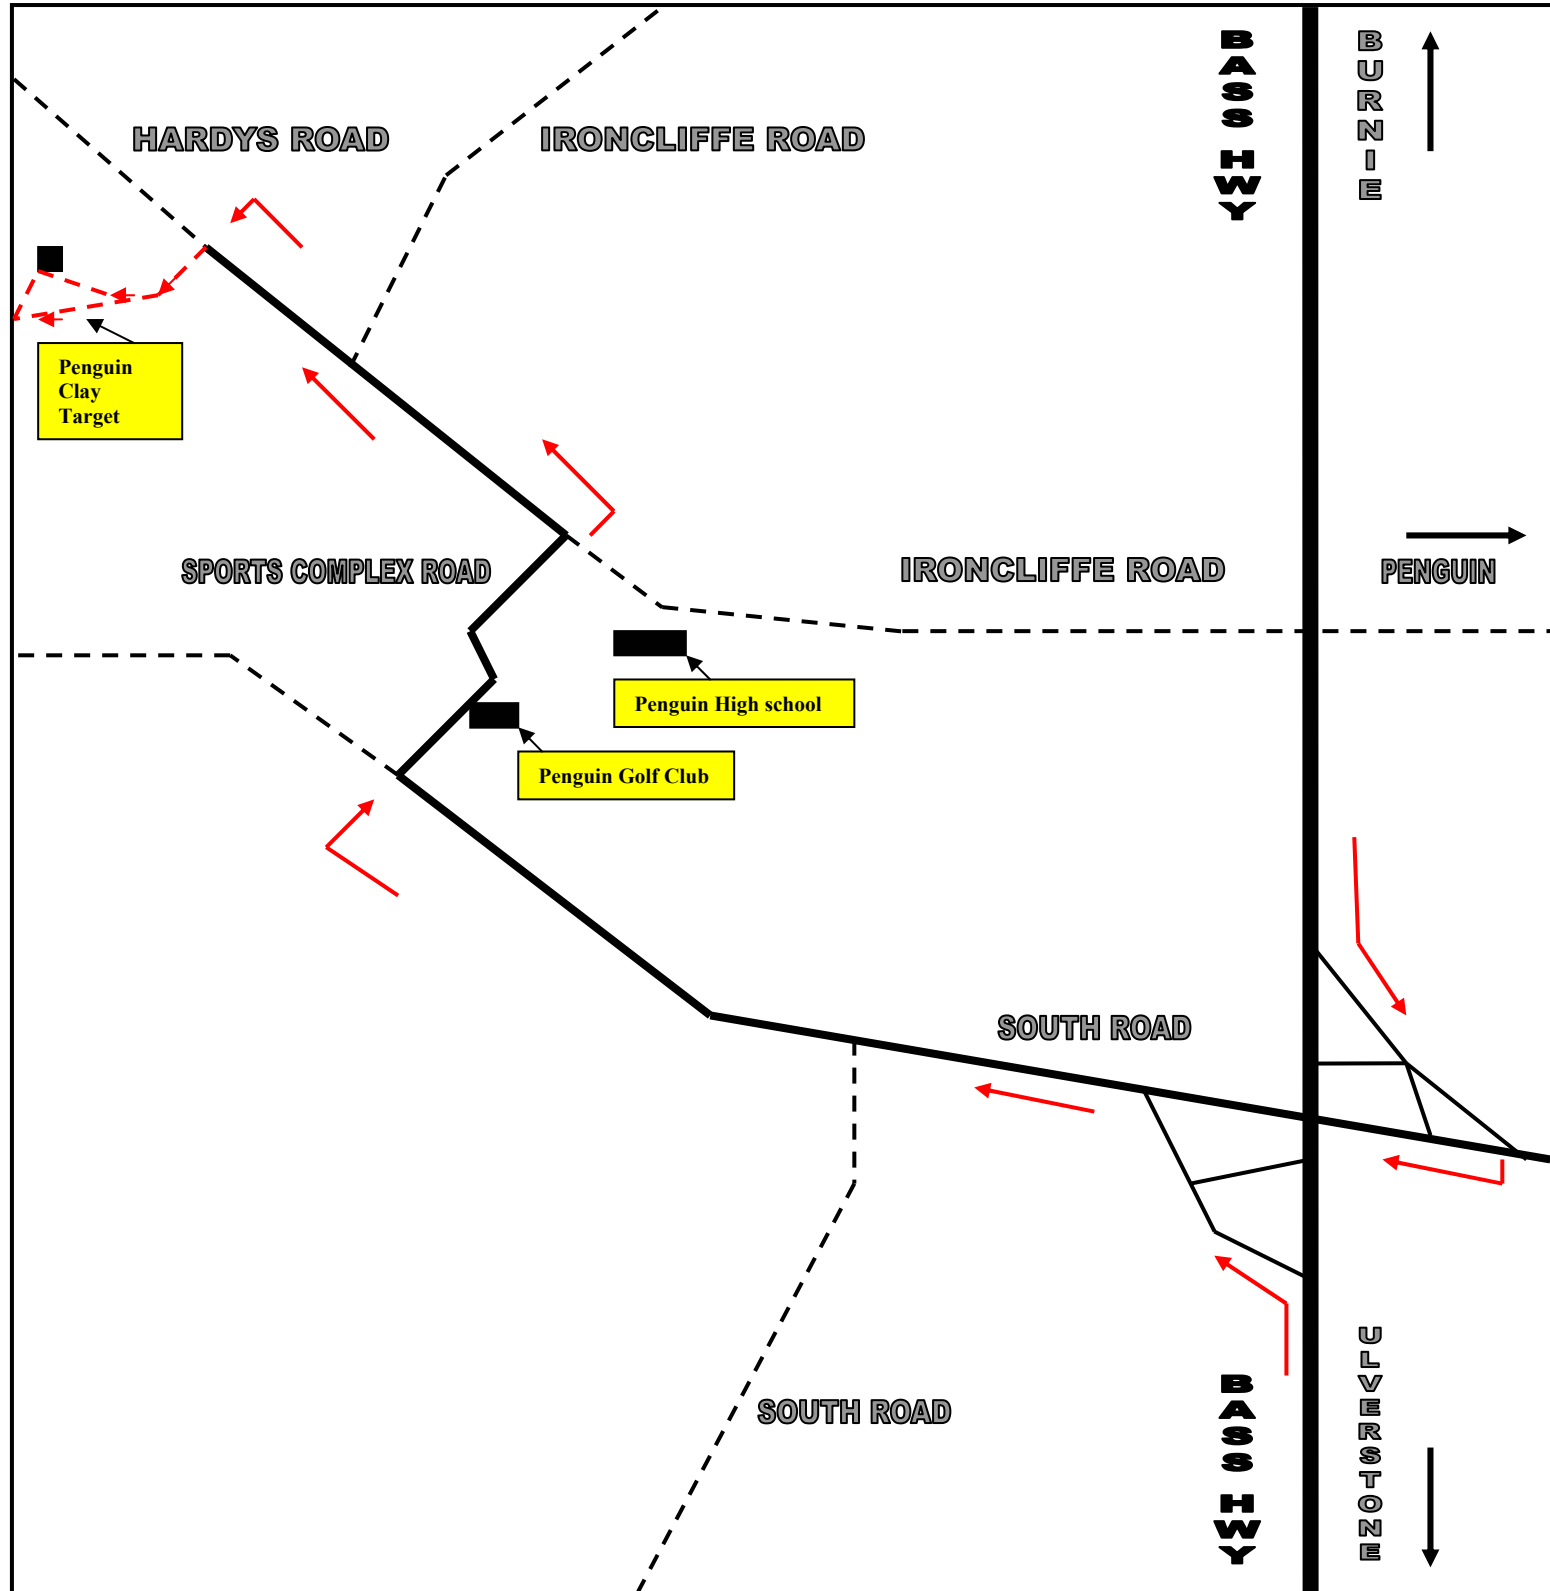 BASS HWY
BURNIE
HARDYS ROAD
IRONCLIFFE ROAD
Penguin
Clay
Target
SPORTS COMPLEX ROAD
IRONCLIFFE ROAD
PENGUIN
Penguin High school
Penguin Golf Club
SOUTH ROAD
SOUTH ROAD
BASS HWY
ULVERSTONE